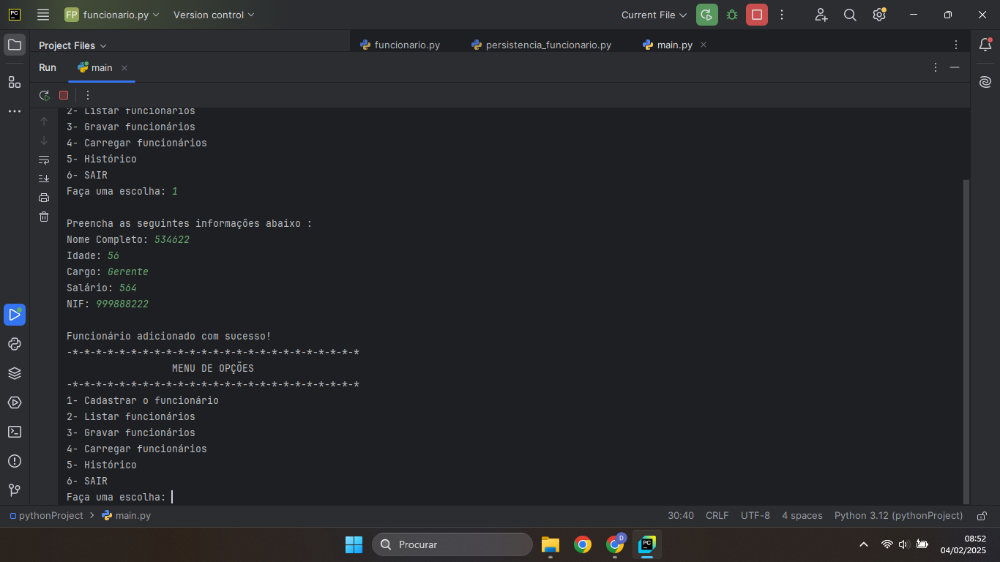 PC
FP funcionario.py
Version control
Current File
Project Files
funcionario.py
persistencia_funcionario.py
main.py
Run
main
2- Listar funcionários
3- Gravar funcionários
4- Carregar funcionários
5- Histórico
6- SAIR
Faça uma escolha: 1
Preencha as seguintes informações abaixo :
Nome Completo: 534622
Idade: 56
Cargo: Gerente
Salário: 564
NIF: 999888222
Funcionário adicionado com sucesso!
-*-*-*-*-*-*-*-*-*-*-*-*-*-*-*-*-*-*-*-*-*-*-*-*-*
MENU DE OPÇÕES
-*-*-*-*-*-*-*-*-*-*-*-*-*-*-*-*-*-*-*-*-*-*-*-*-*
1- Cadastrar o funcionário
2- Listar funcionários
3- Gravar funcionários
4- Carregar funcionários
5- Histórico
6- SAIR
Faça uma escolha:
pythonProject
main.py
30:40
CRLF
UTF-8
4 spaces
Python 3.12 (pythonProject)
Procurar
D
PC
08:52
04/02/2025